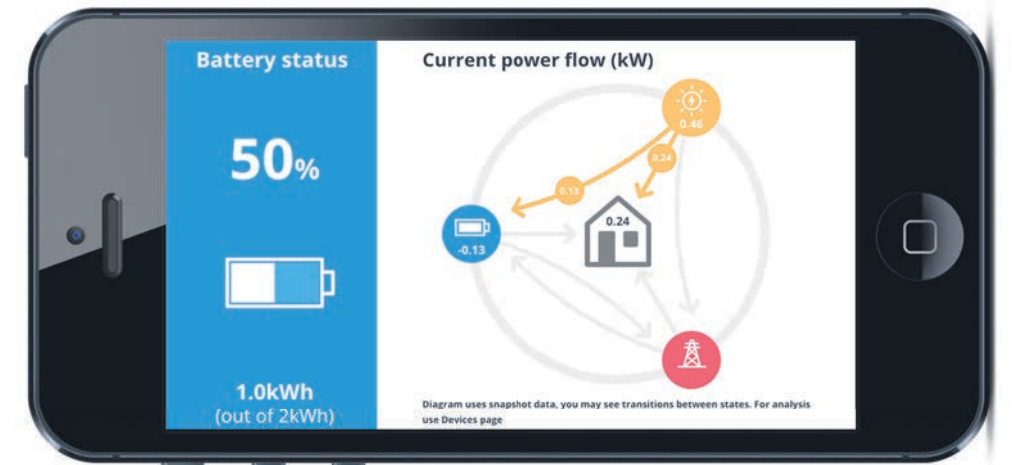 Battery status
50%
1.0kWh
(out of 2kWh)
Current power flow (kW)
0.46
0.24
0.13
0.24
-0.13
Diagram uses snapshot data, you may see transitions between states. For analysis
use Devices page